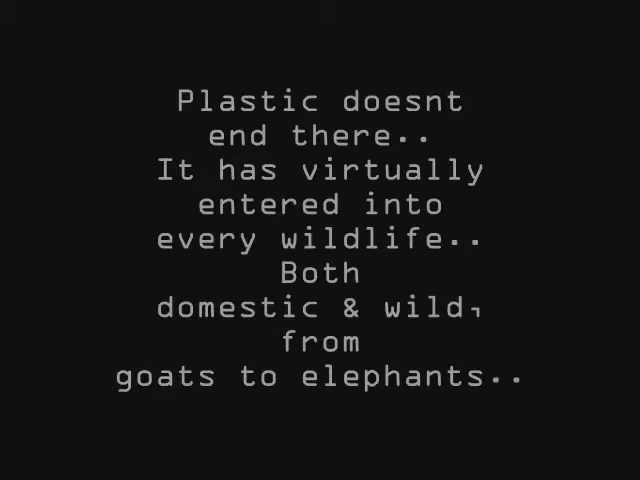 Plastic doesnt
end there..
It has virtually
entered into
every wildlife..
Both
domestic & wild,
from
goats to elephants..